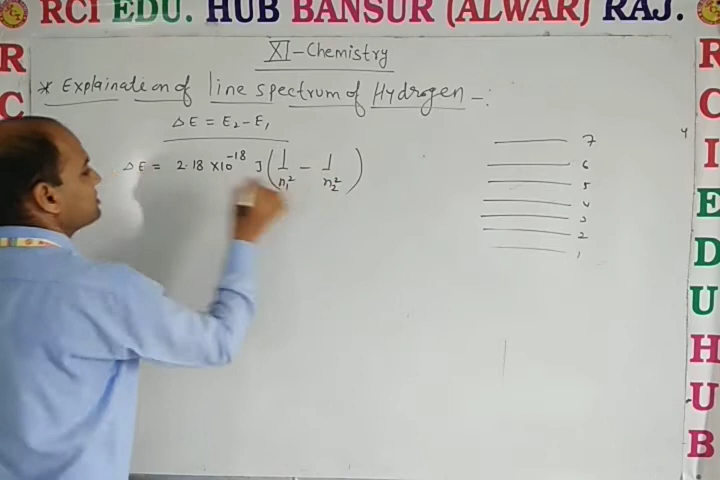 RCI EDU. HUB BANSUR (ALWAR) RAJ.
XI-Chemistry
* Explaination of line spectrum of Hydrogen -:
ΔE = E₂ - E₁
ΔE = 2.18 × 10⁻¹⁸ J (1/n₁² - 1/n₂²)
7
6
5
4
3
2
1
4
R
C
R
C
I
E
D
U
H
U
B